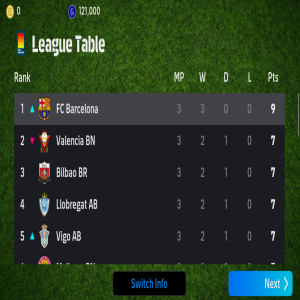 0 121,000
League Table
Rank MP W D L Pts
1 FC Barcelona 3 3 0 0 9
2 Valencia BN 3 2 1 0 7
3 Bilbao BR 3 2 1 0 7
4 Llobregat AB 3 2 1 0 7
5 Vigo AB 3 2 1 0 7
Switch Info Next